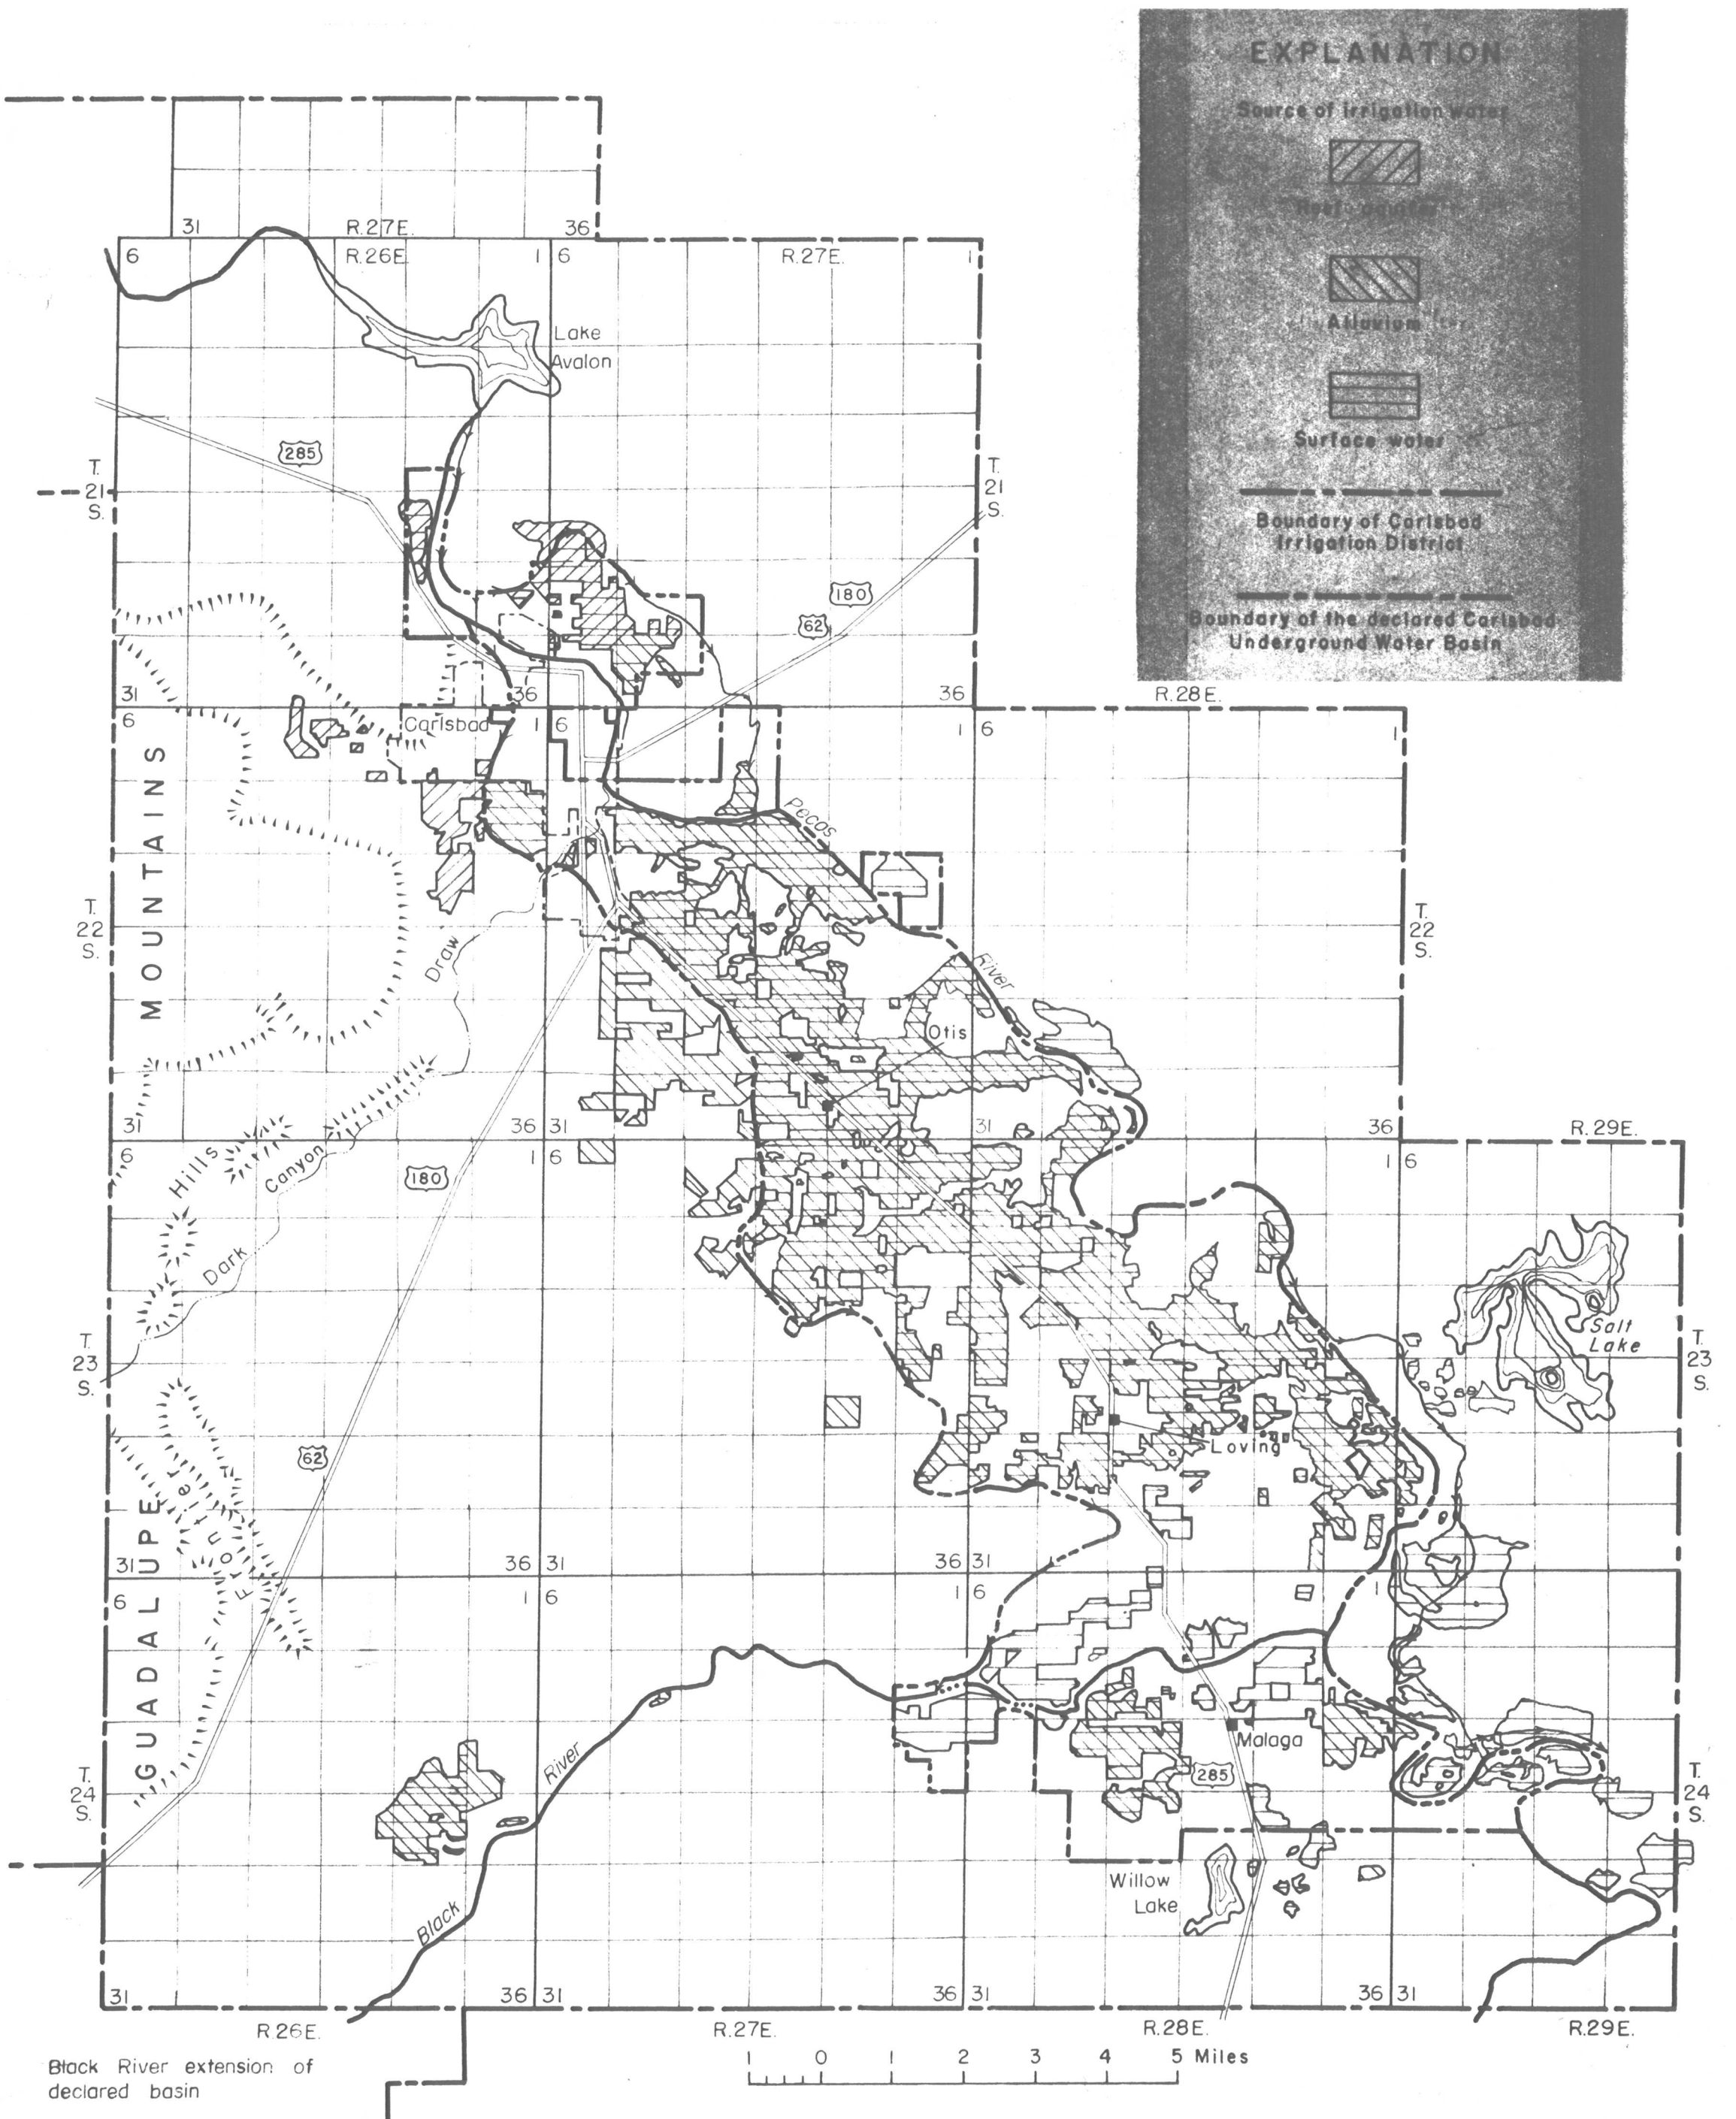 EXPLANATION
Source of irrigation water
Reef aquifer
Alluvium
Surface water
Boundary of Carlsbad
Irrigation District
Boundary of the declared Carlsbad
Underground Water Basin
31
R.27E.
36
6
R.26E.
1 6
R.27E.
1
Lake
Avalon
285
T.
21
S.
T.
21
S.
180
62
31
36
36
R.28E.
6
Carlsbad
1 6
1 6
1
MOUNTAINS
Pecos
T.
22
S.
T.
22
S.
Draw
River
Otis
31
36 31
31
36
R.29E.
6
1 6
1 6
Hills
Canyon
180
Dark
Salt
Lake
T.
23
S.
T.
23
S.
Loving
62
GUADALUPE
Frontier
31
36 31
36 31
6
1 6
1 6
1
River
Malaga
285
T.
24
S.
T.
24
S.
Willow
Lake
Black
31
36 31
36 31
36 31
R.26E.
R.27E.
R.28E.
R.29E.
Black River extension of
declared basin
1 0 1 2 3 4 5 Miles